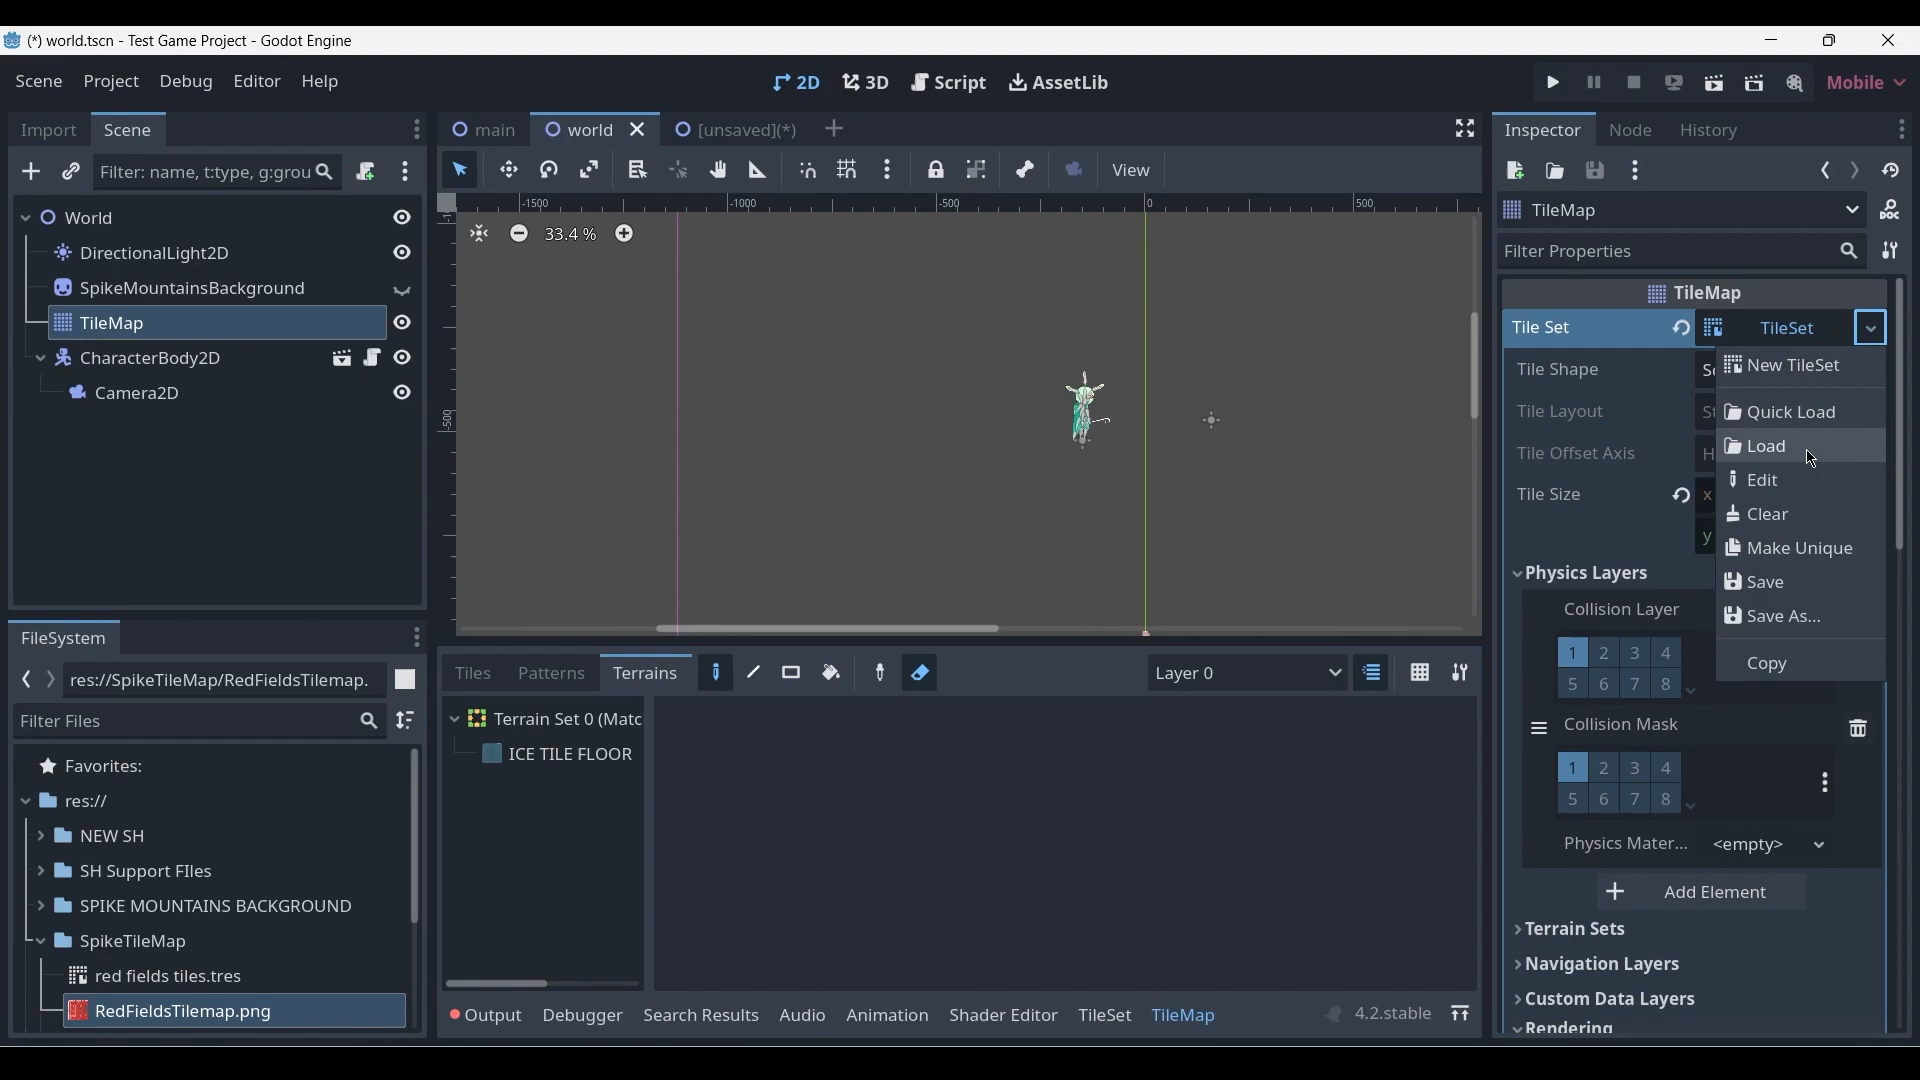 (*) world.tscn - Test Game Project - Godot Engine
Scene Project Debug Editor Help
2D 3D Script AssetLib
Mobile
Import Scene
Filter: name, t:type, g:grou
World
DirectionalLight2D
SpikeMountainsBackground
TileMap
CharacterBody2D
Camera2D
main world [unsaved](*)
View
-1500 -1000 -500 0 500
33.4 %
-500
Inspector Node History
TileMap
Filter Properties
TileMap
Tile Set TileSet
Tile Shape
Tile Layout
Tile Offset Axis
Tile Size x
y
New TileSet
Quick Load
Load
Edit
Clear
Make Unique
Save
Save As...
Copy
Physics Layers
Collision Layer
1 2 3 4
5 6 7 8
Collision Mask
1 2 3 4
5 6 7 8
Physics Mater... <empty>
Add Element
Terrain Sets
Navigation Layers
Custom Data Layers
Rendering
FileSystem
res://SpikeTileMap/RedFieldsTilemap.
Filter Files
Favorites:
res://
NEW SH
SH Support FIles
SPIKE MOUNTAINS BACKGROUND
SpikeTileMap
red fields tiles.tres
RedFieldsTilemap.png
Tiles Patterns Terrains
Layer 0
Terrain Set 0 (Matc
ICE TILE FLOOR
Output Debugger Search Results Audio Animation Shader Editor TileSet TileMap
4.2.stable